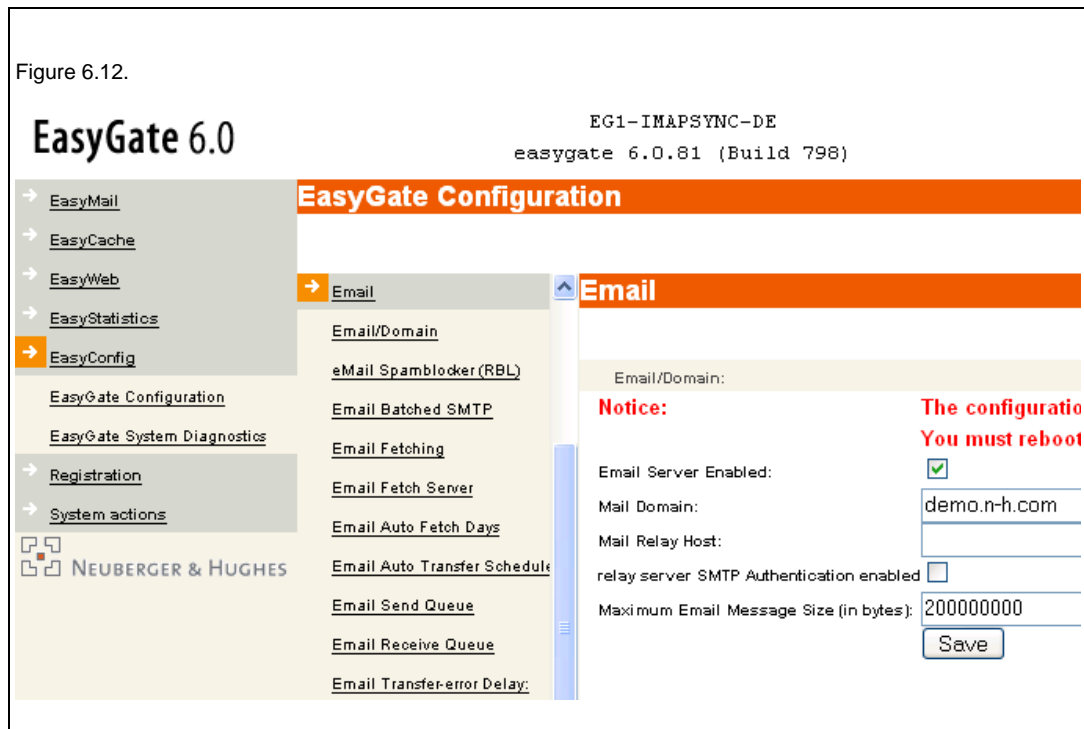 Figure 6.12.
EasyGate 6.0
EG1-IMAPSYNC-DE
easygate 6.0.81 (Build 798)
EasyMail
EasyCache
EasyWeb
EasyStatistics
EasyConfig
EasyGate Configuration
EasyGate System Diagnostics
Registration
System actions
NEUBERGER & HUGHES
EasyGate Configuration
Email
Email/Domain
eMail Spamblocker (RBL)
Email Batched SMTP
Email Fetching
Email Fetch Server
Email Auto Fetch Days
Email Auto Transfer Schedule
Email Send Queue
Email Receive Queue
Email Transfer-error Delay:
Email
Email/Domain:
Notice: The configuratio
You must reboot
Email Server Enabled:
Mail Domain: demo.n-h.com
Mail Relay Host:
relay server SMTP Authentication enabled
Maximum Email Message Size (in bytes): 200000000
Save